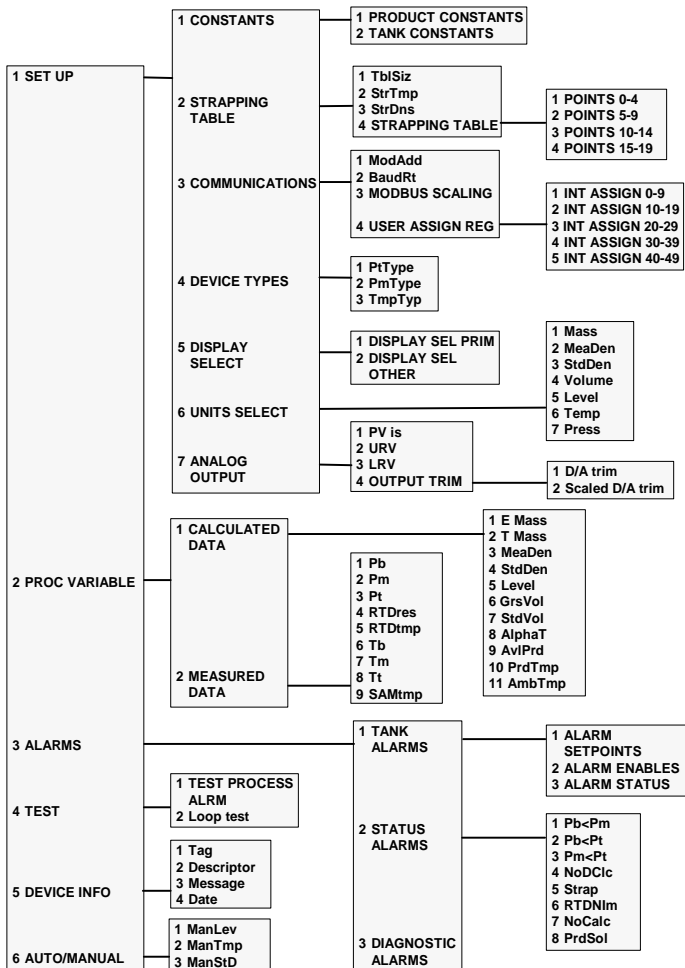 1 SET UP
2 PROC VARIABLE
3 ALARMS
4 TEST
5 DEVICE INFO
6 AUTO/MANUAL
1 CONSTANTS
2 STRAPPING
TABLE
3 COMMUNICATIONS
4 DEVICE TYPES
5 DISPLAY
SELECT
6 UNITS SELECT
7 ANALOG
OUTPUT
1 PRODUCT CONSTANTS
2 TANK CONSTANTS
1 TblSiz
2 StrTmp
3 StrDns
4 STRAPPING TABLE
1 POINTS 0-4
2 POINTS 5-9
3 POINTS 10-14
4 POINTS 15-19
1 ModAdd
2 BaudRt
3 MODBUS SCALING
4 USER ASSIGN REG
1 INT ASSIGN 0-9
2 INT ASSIGN 10-19
3 INT ASSIGN 20-29
4 INT ASSIGN 30-39
5 INT ASSIGN 40-49
1 PtType
2 PmType
3 TmpTyp
1 DISPLAY SEL PRIM
2 DISPLAY SEL
OTHER
1 Mass
2 MeaDen
3 StdDen
4 Volume
5 Level
6 Temp
7 Press
1 PV is
2 URV
3 LRV
4 OUTPUT TRIM
1 D/A trim
2 Scaled D/A trim
1 CALCULATED
DATA
2 MEASURED
DATA
1 E Mass
2 T Mass
3 MeaDen
4 StdDen
5 Level
6 GrsVol
7 StdVol
8 AlphaT
9 AvlPrd
10 PrdTmp
11 AmbTmp
1 Pb
2 Pm
3 Pt
4 RTDres
5 RTDtmp
6 Tb
7 Tm
8 Tt
9 SAMtmp
1 TANK
ALARMS
2 STATUS
ALARMS
3 DIAGNOSTIC
ALARMS
1 ALARM
SETPOINTS
2 ALARM ENABLES
3 ALARM STATUS
1 Pb<Pm
2 Pb<Pt
3 Pm<Pt
4 NoDClc
5 Strap
6 RTDNIm
7 NoCalc
8 PrdSol
1 TEST PROCESS
ALRM
2 Loop test
1 Tag
2 Descriptor
3 Message
4 Date
1 ManLev
2 ManTmp
3 ManStD